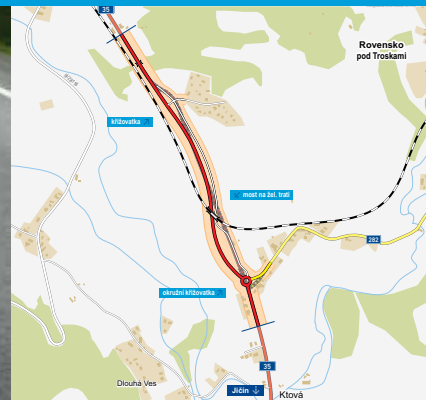 35
Rovensko
pod Troskami
křižovatka
most na žel. trati
282
okružní křižovatka
35
Dlouhá Ves
Jičín ↓
Ktová